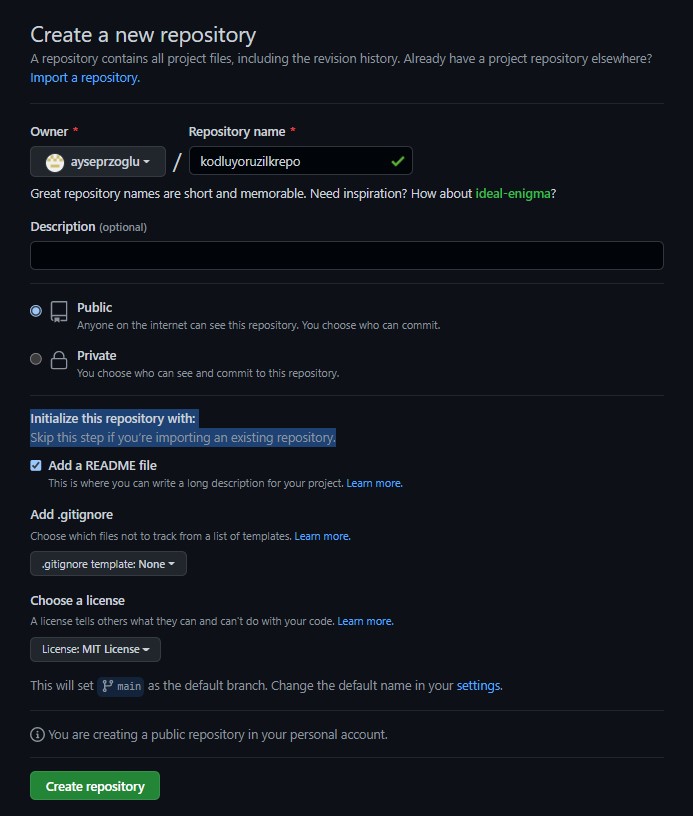 Create a new repository
A repository contains all project files, including the revision history. Already have a project repository elsewhere?
Import a repository.
Owner *
Repository name *
ayseprzoglu / kodluyoruzilkrepo
Great repository names are short and memorable. Need inspiration? How about ideal-enigma?
Description (optional)
Public
Anyone on the internet can see this repository. You choose who can commit.
Private
You choose who can see and commit to this repository.
Initialize this repository with:
Skip this step if you're importing an existing repository.
Add a README file
This is where you can write a long description for your project. Learn more.
Add .gitignore
Choose which files not to track from a list of templates. Learn more.
.gitignore template: None
Choose a license
A license tells others what they can and can't do with your code. Learn more.
License: MIT License
This will set main as the default branch. Change the default name in your settings.
You are creating a public repository in your personal account.
Create repository